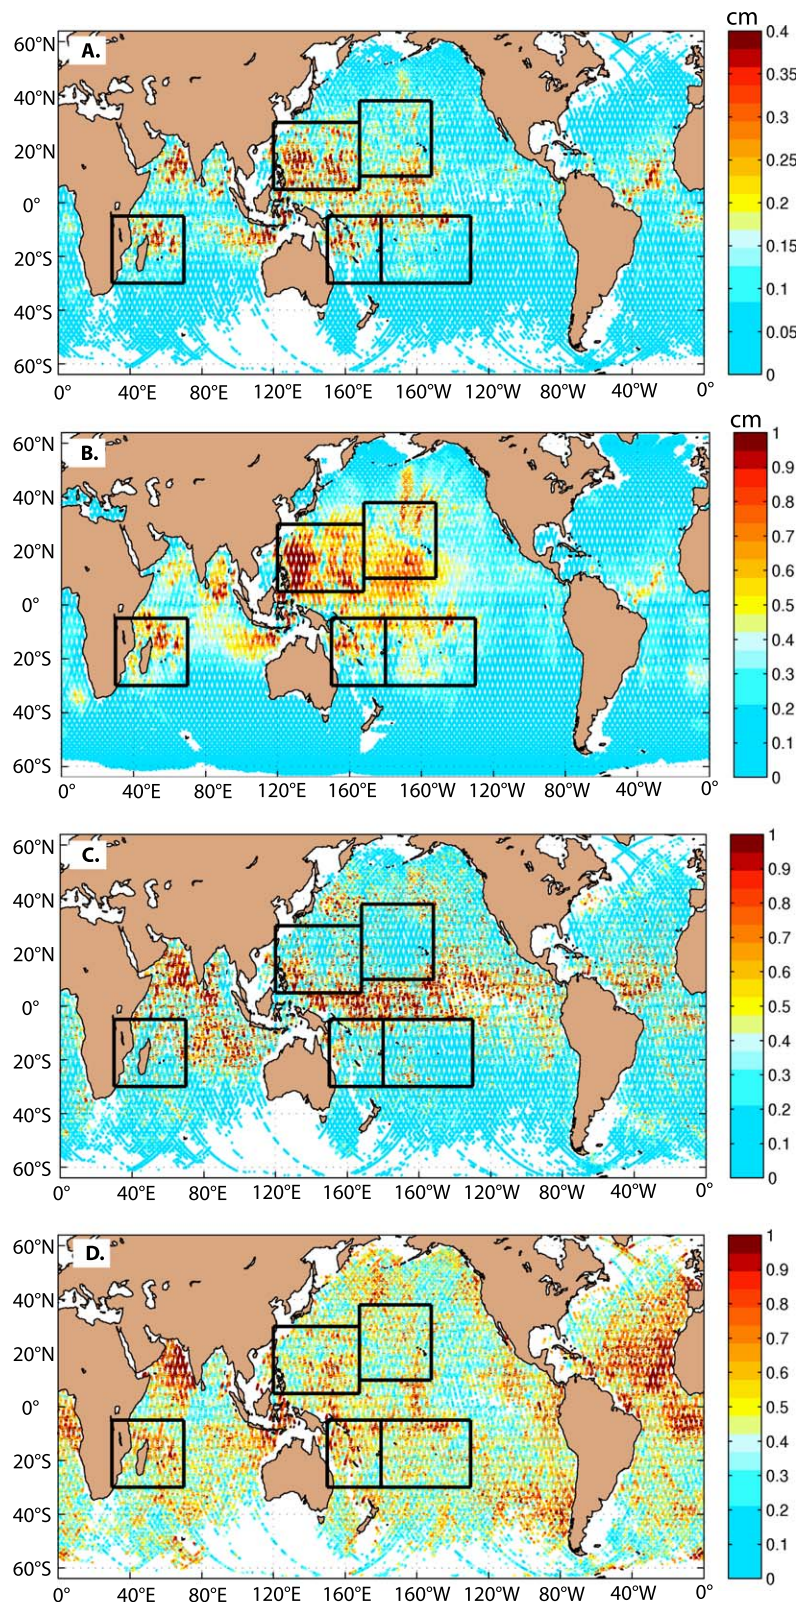 cm
A.
60°N
40°N
20°N
0°
20°S
40°S
60°S
0°
40°E
80°E
120°E
160°E
160°W
120°W
80°W
40°W
0°
0.4
0.35
0.3
0.25
0.2
0.15
0.1
0.05
0
cm
B.
60°N
40°N
20°N
0°
20°S
40°S
60°S
0°
40°E
80°E
120°E
160°E
160°W
120°W
80°W
40°W
0°
1
0.9
0.8
0.7
0.6
0.5
0.4
0.3
0.2
0.1
0
C.
60°N
40°N
20°N
0°
20°S
40°S
60°S
0°
40°E
80°E
120°E
160°E
160°W
120°W
80°W
40°W
0°
1
0.9
0.8
0.7
0.6
0.5
0.4
0.3
0.2
0.1
0
D.
60°N
40°N
20°N
0°
20°S
40°S
60°S
0°
40°E
80°E
120°E
160°E
160°W
120°W
80°W
40°W
0°
1
0.9
0.8
0.7
0.6
0.5
0.4
0.3
0.2
0.1
0